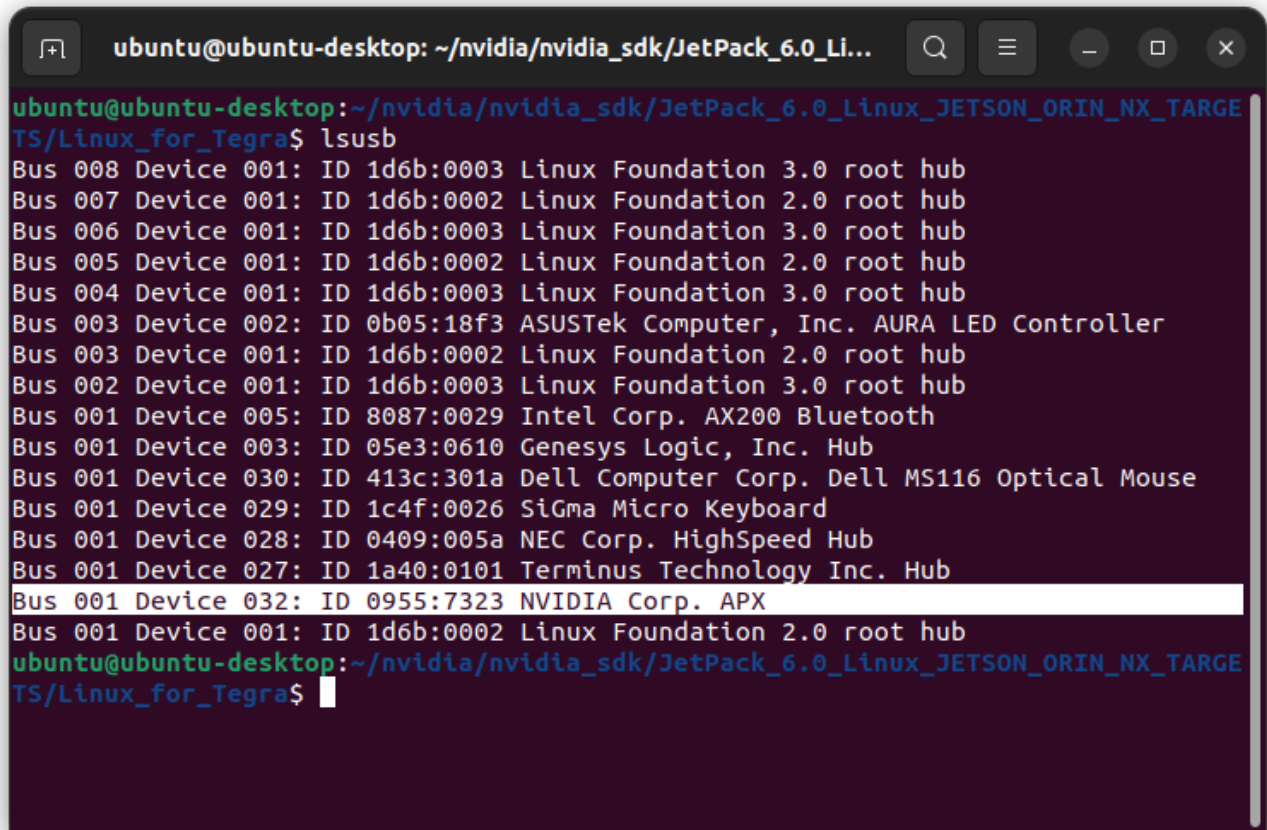 ubuntu@ubuntu-desktop: ~/nvidia/nvidia_sdk/JetPack_6.0_Li...
ubuntu@ubuntu-desktop:~/nvidia/nvidia_sdk/JetPack_6.0_Linux_JETSON_ORIN_NX_TARGE
TS/Linux_for_Tegra$ lsusb
Bus 008 Device 001: ID 1d6b:0003 Linux Foundation 3.0 root hub
Bus 007 Device 001: ID 1d6b:0002 Linux Foundation 2.0 root hub
Bus 006 Device 001: ID 1d6b:0003 Linux Foundation 3.0 root hub
Bus 005 Device 001: ID 1d6b:0002 Linux Foundation 2.0 root hub
Bus 004 Device 001: ID 1d6b:0003 Linux Foundation 3.0 root hub
Bus 003 Device 002: ID 0b05:18f3 ASUSTek Computer, Inc. AURA LED Controller
Bus 003 Device 001: ID 1d6b:0002 Linux Foundation 2.0 root hub
Bus 002 Device 001: ID 1d6b:0003 Linux Foundation 3.0 root hub
Bus 001 Device 005: ID 8087:0029 Intel Corp. AX200 Bluetooth
Bus 001 Device 003: ID 05e3:0610 Genesys Logic, Inc. Hub
Bus 001 Device 030: ID 413c:301a Dell Computer Corp. Dell MS116 Optical Mouse
Bus 001 Device 029: ID 1c4f:0026 SiGma Micro Keyboard
Bus 001 Device 028: ID 0409:005a NEC Corp. HighSpeed Hub
Bus 001 Device 027: ID 1a40:0101 Terminus Technology Inc. Hub
Bus 001 Device 032: ID 0955:7323 NVIDIA Corp. APX
Bus 001 Device 001: ID 1d6b:0002 Linux Foundation 2.0 root hub
ubuntu@ubuntu-desktop:~/nvidia/nvidia_sdk/JetPack_6.0_Linux_JETSON_ORIN_NX_TARGE
TS/Linux_for_Tegra$